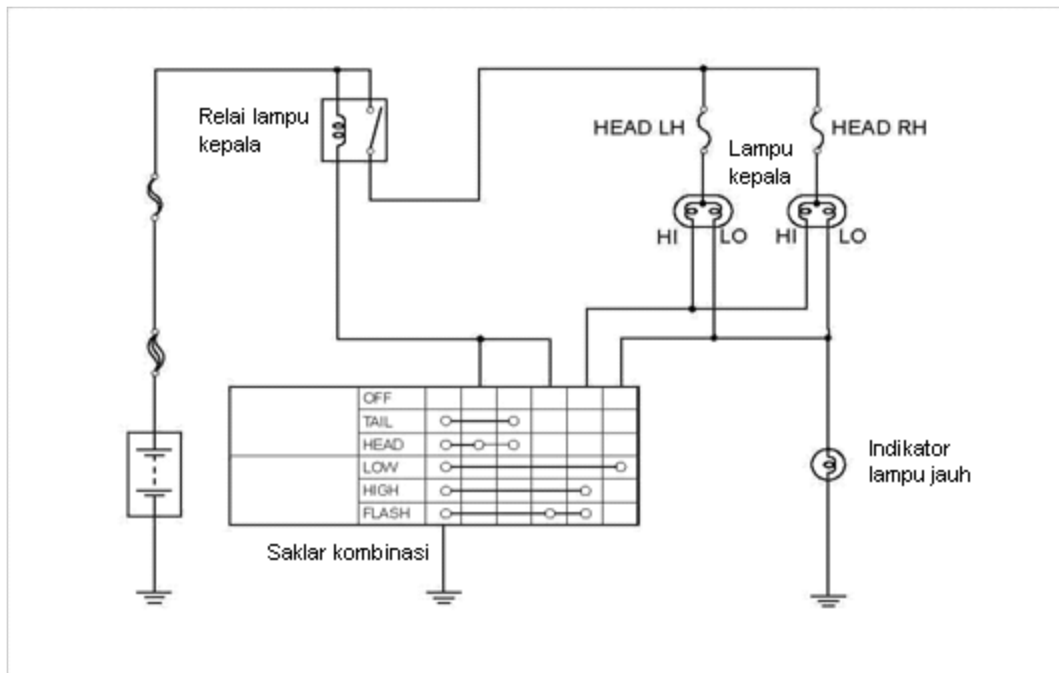 Relai lampu
kepala
HEAD LH
HEAD RH
Lampu
kepala
HI
LO
HI
LO
OFF
TAIL
HEAD
LOW
HIGH
FLASH
Saklar kombinasi
Indikator
lampu jauh